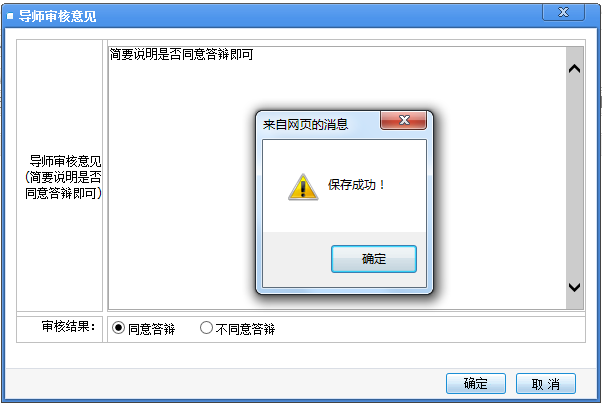 导师审核意见
简要说明是否同意答辩即可
导师审核意见
(简要说明是否
同意答辩即可)
来自网页的消息
保存成功！
确定
审核结果：
同意答辩
不同意答辩
确定
取 消